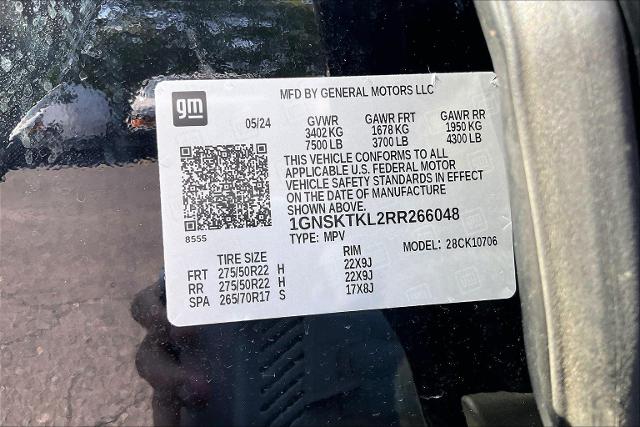 gm
MFD BY GENERAL MOTORS LLC
05/24 GVWR GAWR FRT GAWR RR
3402 KG 1678 KG 1950 KG
7500 LB 3700 LB 4300 LB
THIS VEHICLE CONFORMS TO ALL
APPLICABLE U.S. FEDERAL MOTOR
VEHICLE SAFETY STANDARDS IN EFFECT
ON THE DATE OF MANUFACTURE
SHOWN ABOVE.
8555
1GNSKTKL2RR266048
TYPE: MPV MODEL: 28CK10706
TIRE SIZE RIM
FRT 275/50R22 H 22X9J
RR 275/50R22 H 22X9J
SPA 265/70R17 S 17X8J